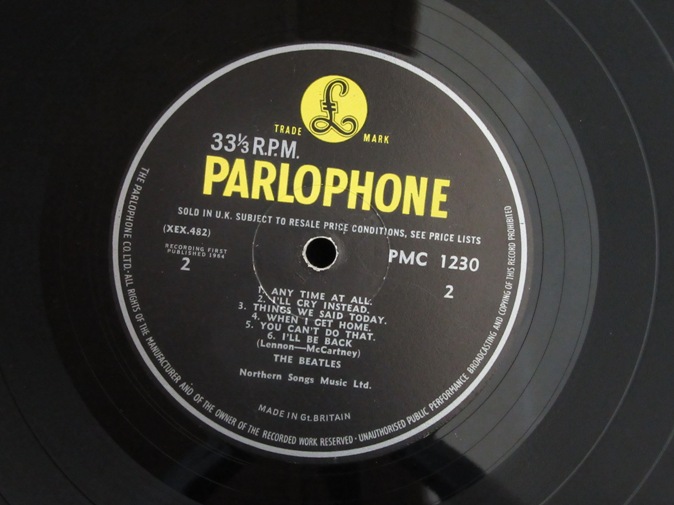 £
TRADE MARK
33⅓ R.P.M.
PARLOPHONE
SOLD IN U.K. SUBJECT TO RESALE PRICE CONDITIONS, SEE PRICE LISTS
(XEX.482)
RECORDING FIRST
PUBLISHED 1964
2
PMC 1230
2
1. ANY TIME AT ALL.
2. I'LL CRY INSTEAD.
3. THINGS WE SAID TODAY.
4. WHEN I GET HOME.
5. YOU CAN'T DO THAT.
6. I'LL BE BACK
(Lennon—McCartney)
THE BEATLES
Northern Songs Music Ltd.
MADE IN Gt. BRITAIN
THE PARLOPHONE CO. LTD. · ALL RIGHTS OF THE MANUFACTURER AND OF THE OWNER OF THE RECORDED WORK RESERVED · UNAUTHORISED PUBLIC PERFORMANCE BROADCASTING AND COPYING OF THIS RECORD PROHIBITED